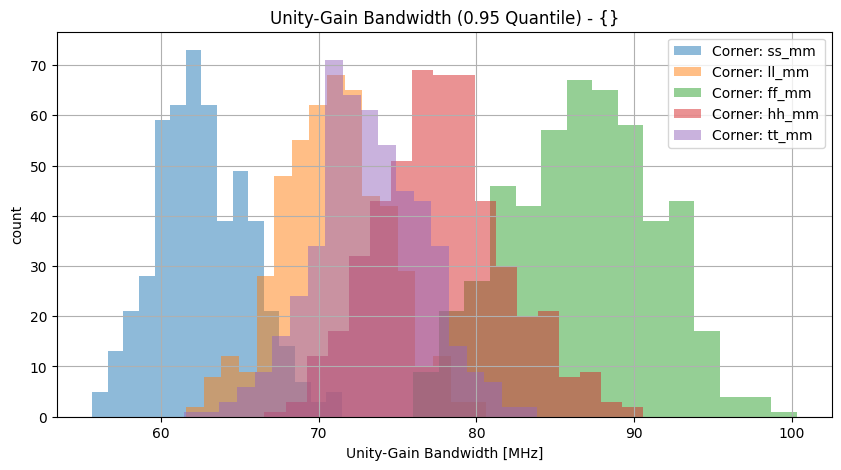 Unity-Gain Bandwidth (0.95 Quantile) - {}
Corner: ss_mm
Corner: ll_mm
Corner: ff_mm
Corner: hh_mm
Corner: tt_mm
count
70
60
50
40
30
20
10
0
60
70
80
90
100
Unity-Gain Bandwidth [MHz]